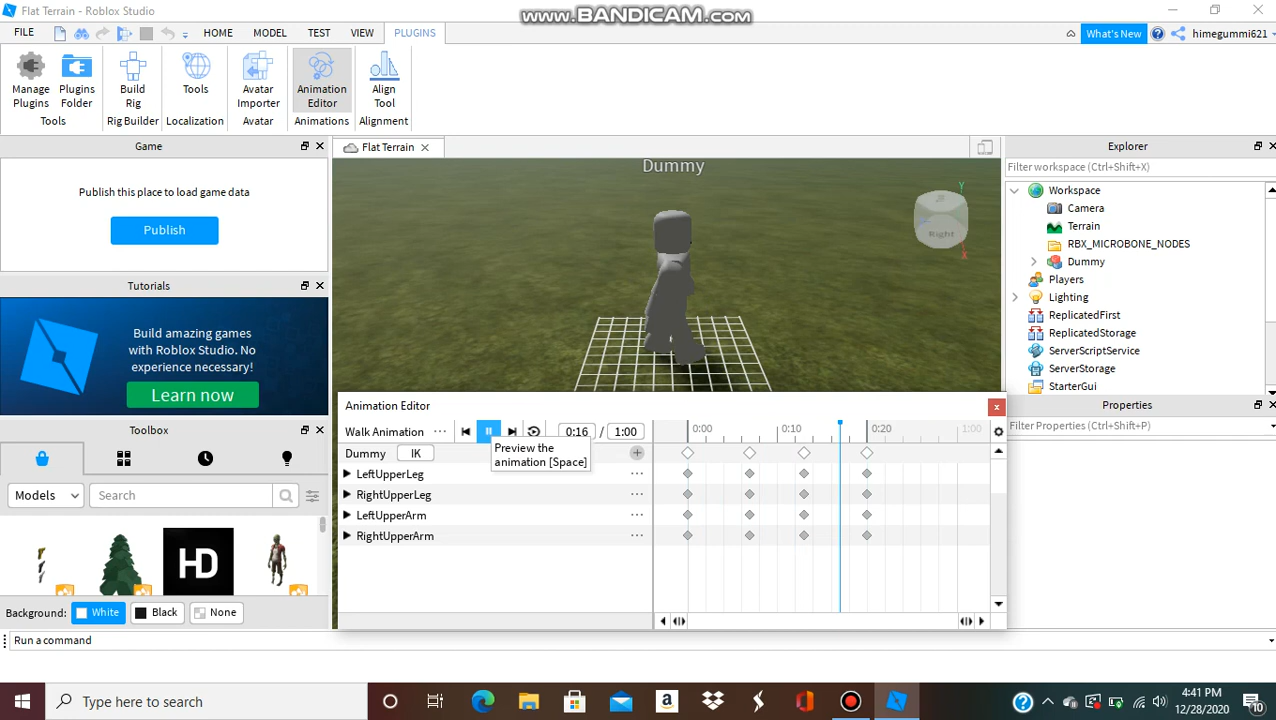 Flat Terrain - Roblox Studio
www.BANDICAM.com
FILE
HOME
MODEL
TEST
VIEW
PLUGINS
What's New
himegummi621
Manage Plugins
Plugins Folder
Build Rig
Tools
Avatar Importer
Animation Editor
Align Tool
Tools
Rig Builder
Localization
Avatar
Animations
Alignment
Game
Publish this place to load game data
Publish
Tutorials
Build amazing games
with Roblox Studio. No
experience necessary!
Learn now
Toolbox
Models
Search
HD
Background:
White
Black
None
Flat Terrain
Dummy
Y
Right
X
Animation Editor
Walk Animation
0:16 / 1:00
0:00
0:10
0:20
1:00
Preview the
animation [Space]
Dummy
IK
LeftUpperLeg
RightUpperLeg
LeftUpperArm
RightUpperArm
Explorer
Filter workspace (Ctrl+Shift+X)
Workspace
Camera
Terrain
RBX_MICROBONE_NODES
Dummy
Players
Lighting
ReplicatedFirst
ReplicatedStorage
ServerScriptService
ServerStorage
StarterGui
Properties
Filter Properties (Ctrl+Shift+P)
Run a command
Type here to search
4:41 PM
12/28/2020
10